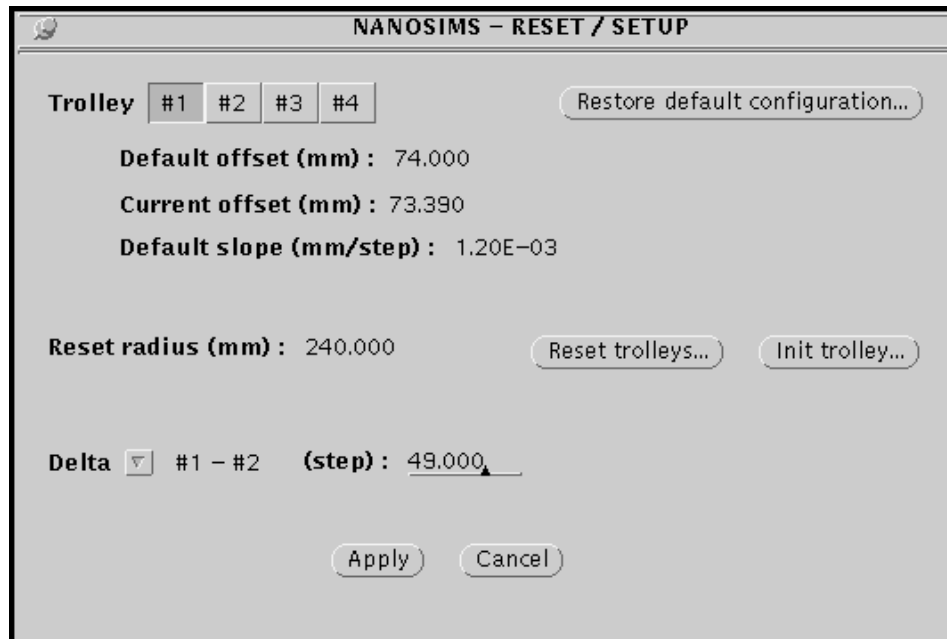 NANOSIMS – RESET / SETUP
Trolley #1 #2 #3 #4 Restore default configuration...
Default offset (mm) : 74.000
Current offset (mm) : 73.390
Default slope (mm/step) : 1.20E–03
Reset radius (mm) : 240.000 Reset trolleys... Init trolley...
Delta #1 – #2 (step) : 49.000
Apply Cancel